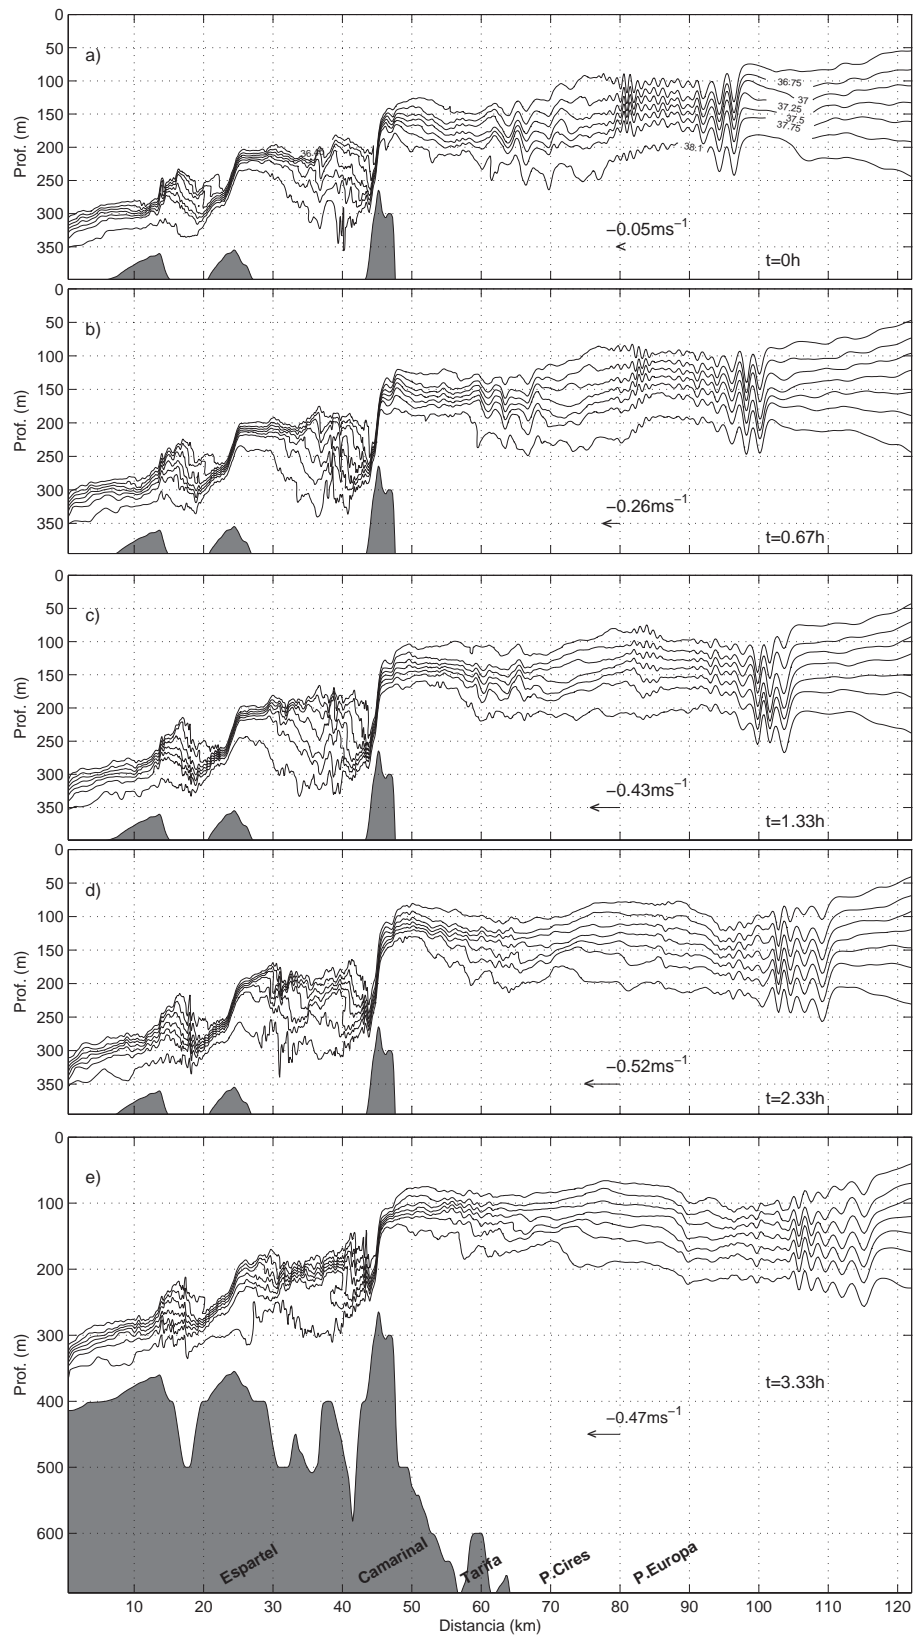 0
50
100
150
200
250
300
350
Prof. (m)
a)
36.40
36.75
37
37.25
37.5
37.75
38.1
−0.05ms−1
t=0h
0
50
100
150
200
250
300
350
Prof. (m)
b)
−0.26ms−1
t=0.67h
0
50
100
150
200
250
300
350
Prof. (m)
c)
−0.43ms−1
t=1.33h
0
50
100
150
200
250
300
350
Prof. (m)
d)
−0.52ms−1
t=2.33h
0
100
200
300
400
500
600
Prof. (m)
e)
t=3.33h
−0.47ms−1
Espartel Camarinal Tarifa P.Cires P.Europa
10 20 30 40 50 60 70 80 90 100 110 120
Distancia (km)